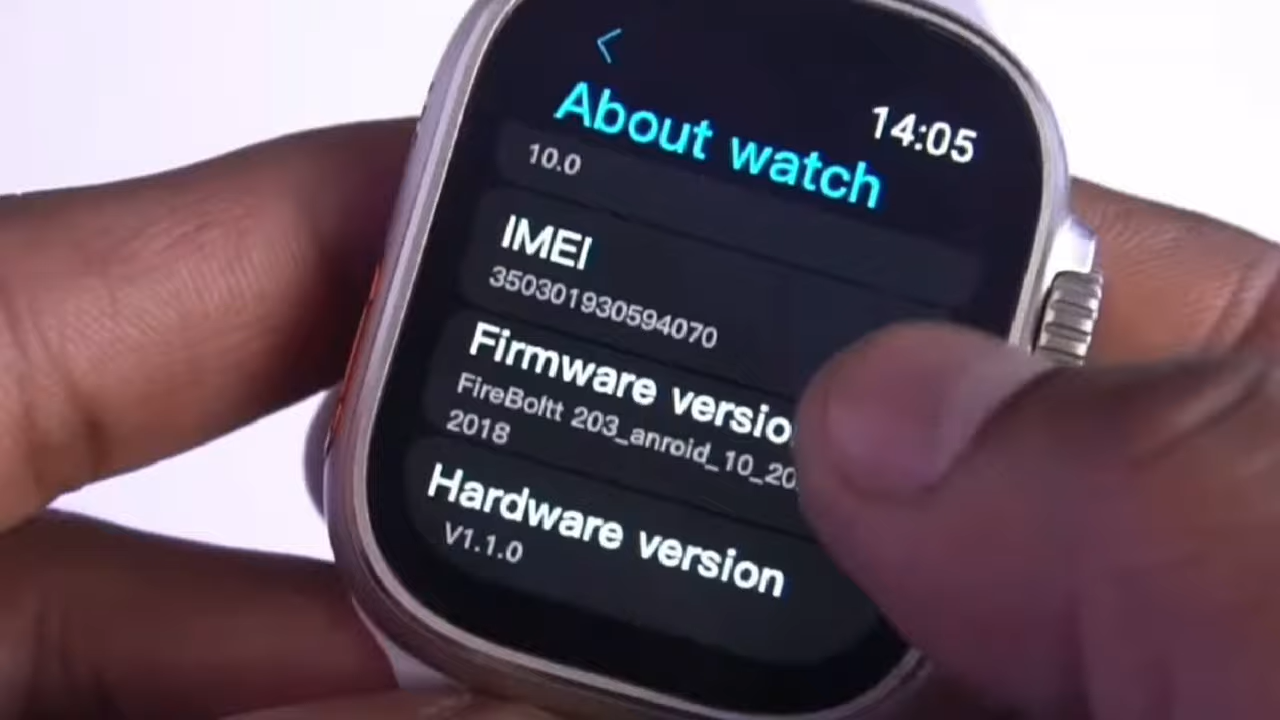 14:05
About watch
10.0
IMEI
350301930594070
Firmware versio
FireBoltt 203_anroid_10_20
2018
Hardware version
V1.1.0